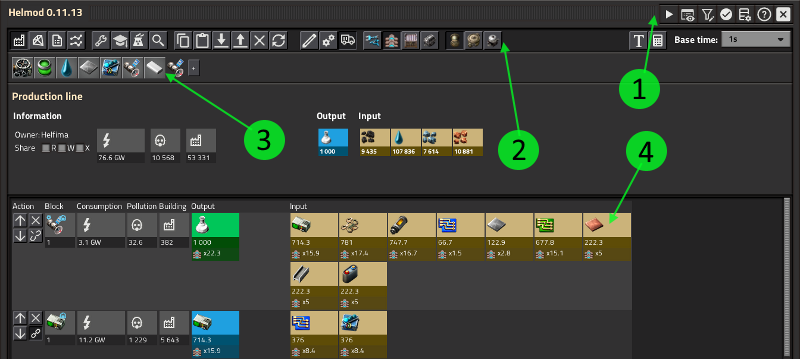 Helmod 0.11.13
1
T
Base time:
1s
+
Production line
Information
Output
Input
Owner: Helfima
Share
R
W
X
76.6 GW
10 568
53 331
1 000
9 435
107 836
7 614
10 881
3
2
4
Action
Block
Consumption
Pollution
Building
Output
Input
1
3.1 GW
32.6
382
1 000
x22.3
714.3
x15.9
781
x17.4
747.7
x16.7
66.7
x1.5
122.9
x2.8
677.8
x15.1
222.3
x5
222.3
x5
222.3
x5
1
11.2 GW
1 229
5 643
714.3
x15.9
376
x8.4
376
x8.4